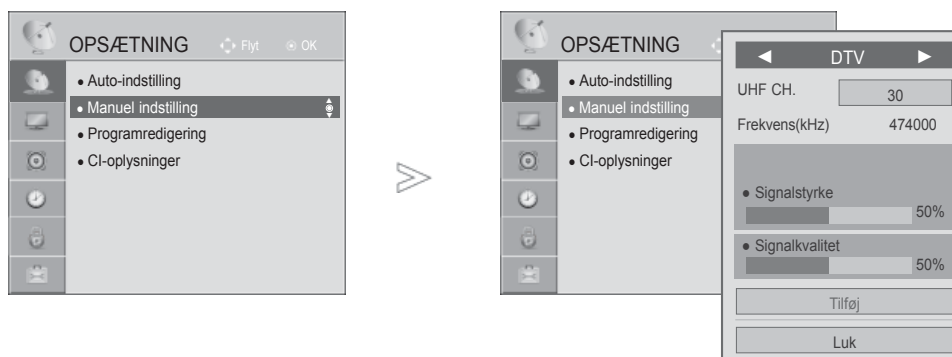 OPSÆTNING Flyt OK
• Auto-indstilling
• Manuel indstilling
• Programredigering
• CI-oplysninger
OPSÆTNING
• Auto-indstilling
• Manuel indstilling
• Programredigering
• CI-oplysninger
◄ DTV ►
UHF CH. 30
Frekvens(kHz) 474000
• Signalstyrke
50%
• Signalkvalitet
50%
Tilføj
Luk